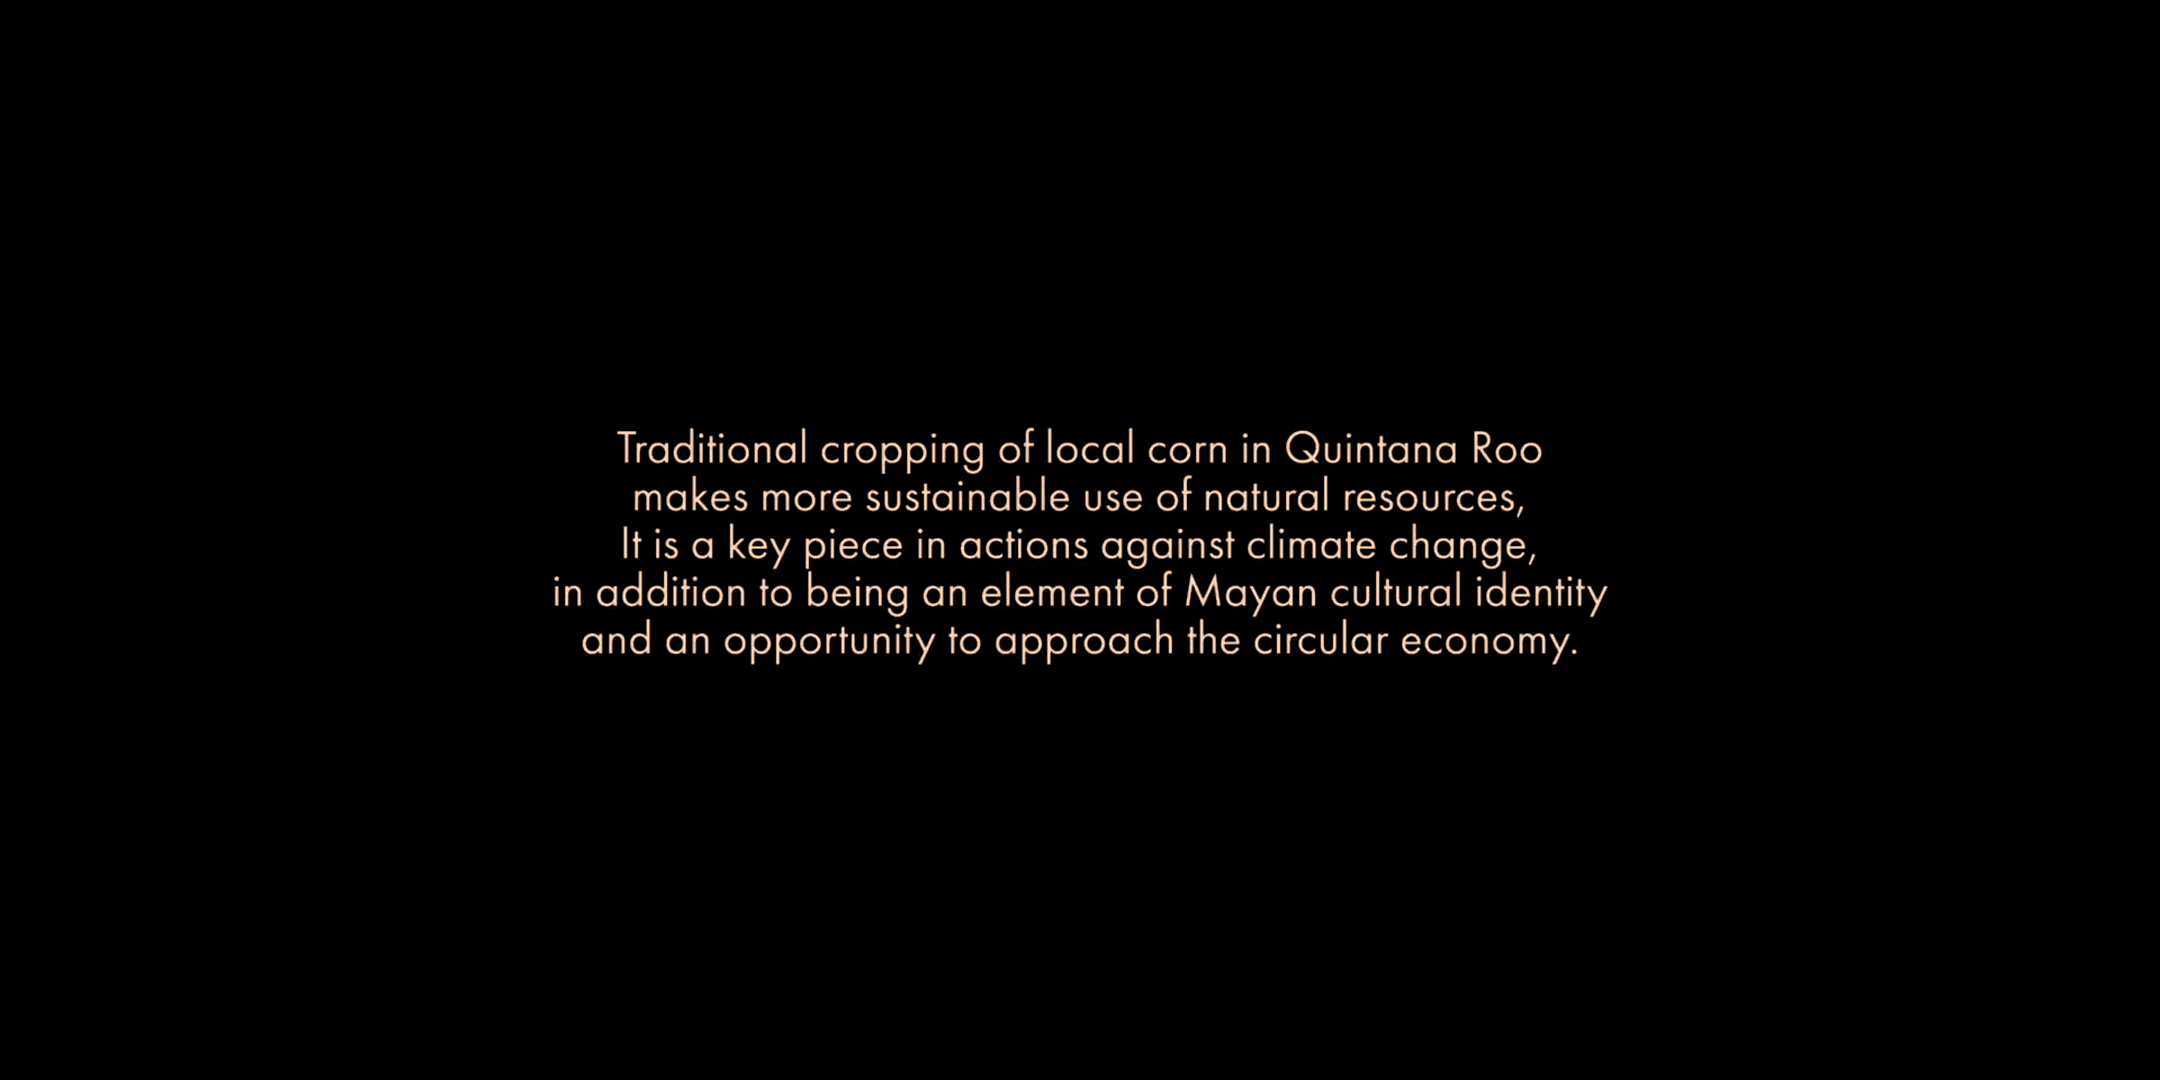 Traditional cropping of local corn in Quintana Roo
makes more sustainable use of natural resources,
It is a key piece in actions against climate change,
in addition to being an element of Mayan cultural identity
and an opportunity to approach the circular economy.